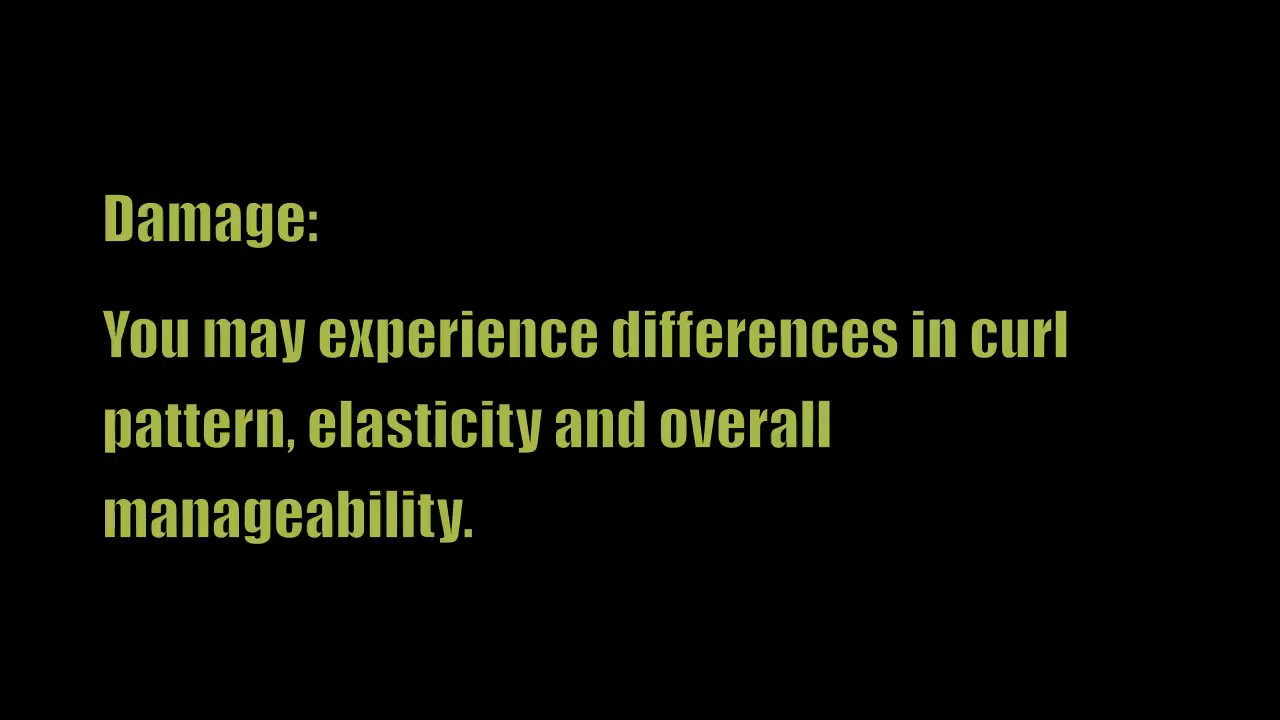 Damage:
You may experience differences in curl
pattern, elasticity and overall
manageability.